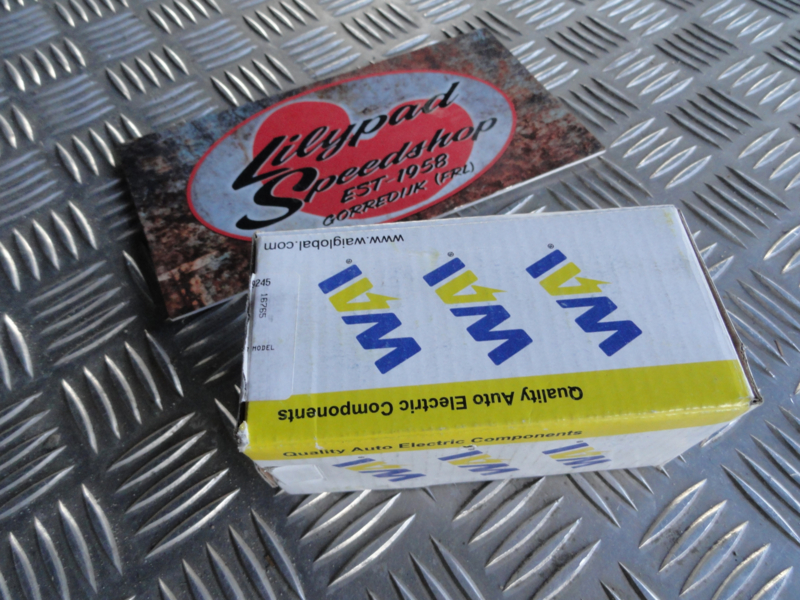 Lilypad
Speedshop
EST-1958
GORREDIJK (FRL)
www.waiglobal.com
WAI® WAI® WAI®
16765
MODEL
Quality Auto Electric Components
Quality Auto Electric Components
WAI WAI WAI